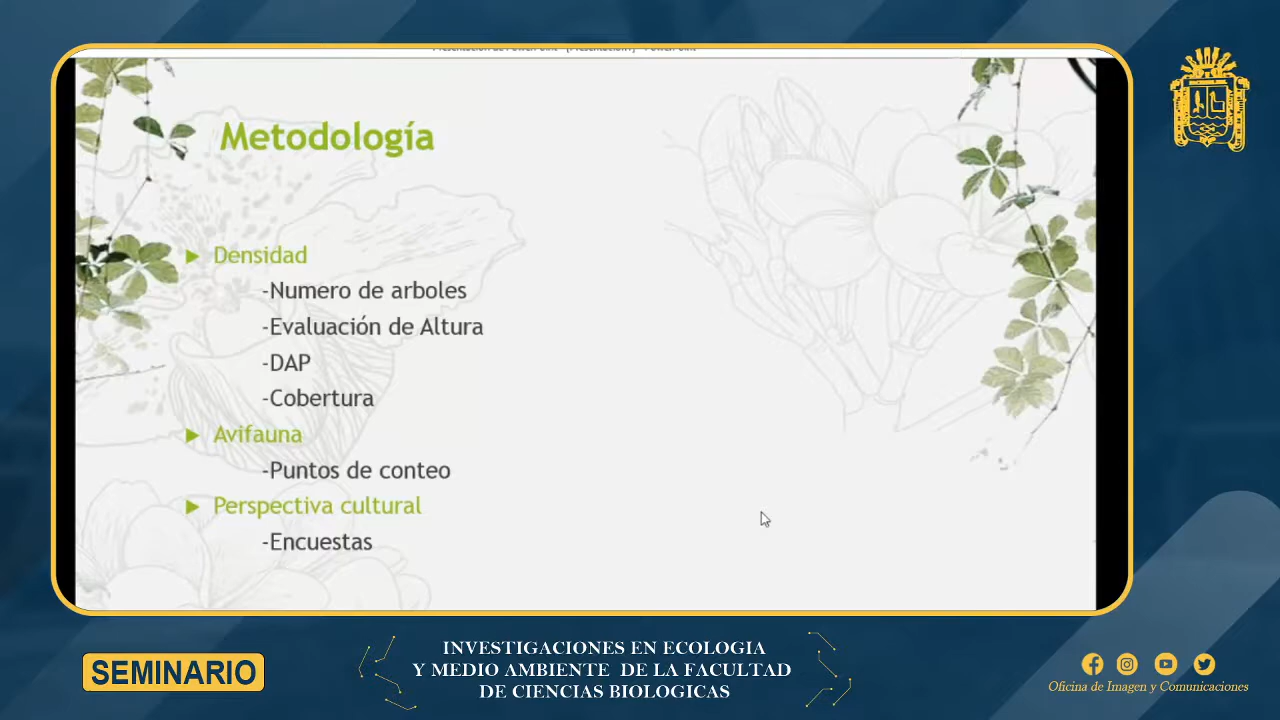 Metodología
Densidad
-Numero de arboles
-Evaluación de Altura
-DAP
-Cobertura
Avifauna
-Puntos de conteo
Perspectiva cultural
-Encuestas
SEMINARIO
INVESTIGACIONES EN ECOLOGIA
Y MEDIO AMBIENTE DE LA FACULTAD
DE CIENCIAS BIOLOGICAS
Oficina de Imagen y Comunicaciones